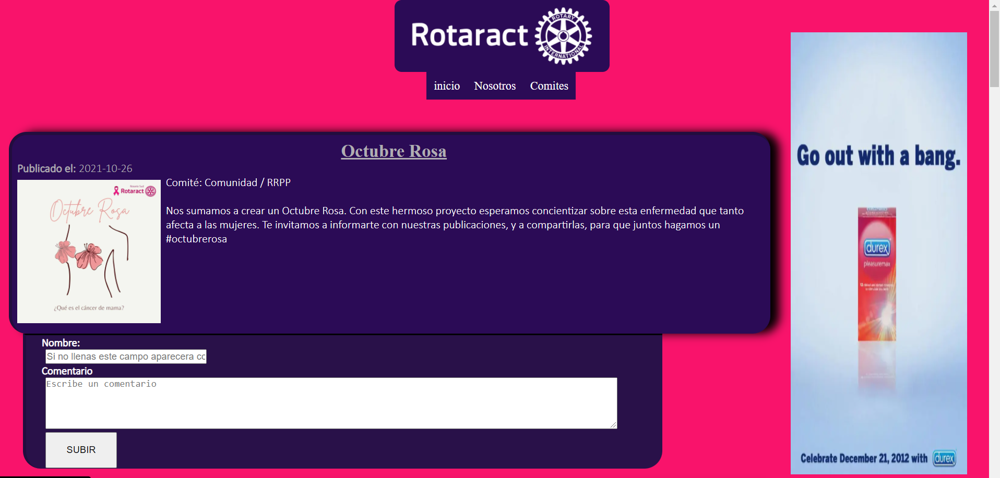 Rotaract
ROTARY
INTERNATIONAL
inicio Nosotros Comites
Octubre Rosa
Publicado el: 2021-10-26
Rosario Sud
Rotaract
Octubre Rosa
¿Qué es el cáncer de mama?
Comité: Comunidad / RRPP
Nos sumamos a crear un Octubre Rosa. Con este hermoso proyecto esperamos concientizar sobre esta enfermedad que tanto
afecta a las mujeres. Te invitamos a informarte con nuestras publicaciones, y a compartirlas, para que juntos hagamos un
#octubrerosa
Nombre:
Si no llenas este campo aparecera co
Comentario
Escribe un comentario
SUBIR
Go out with a bang.
durex
pleasuremax
Celebrate December 21, 2012 with durex